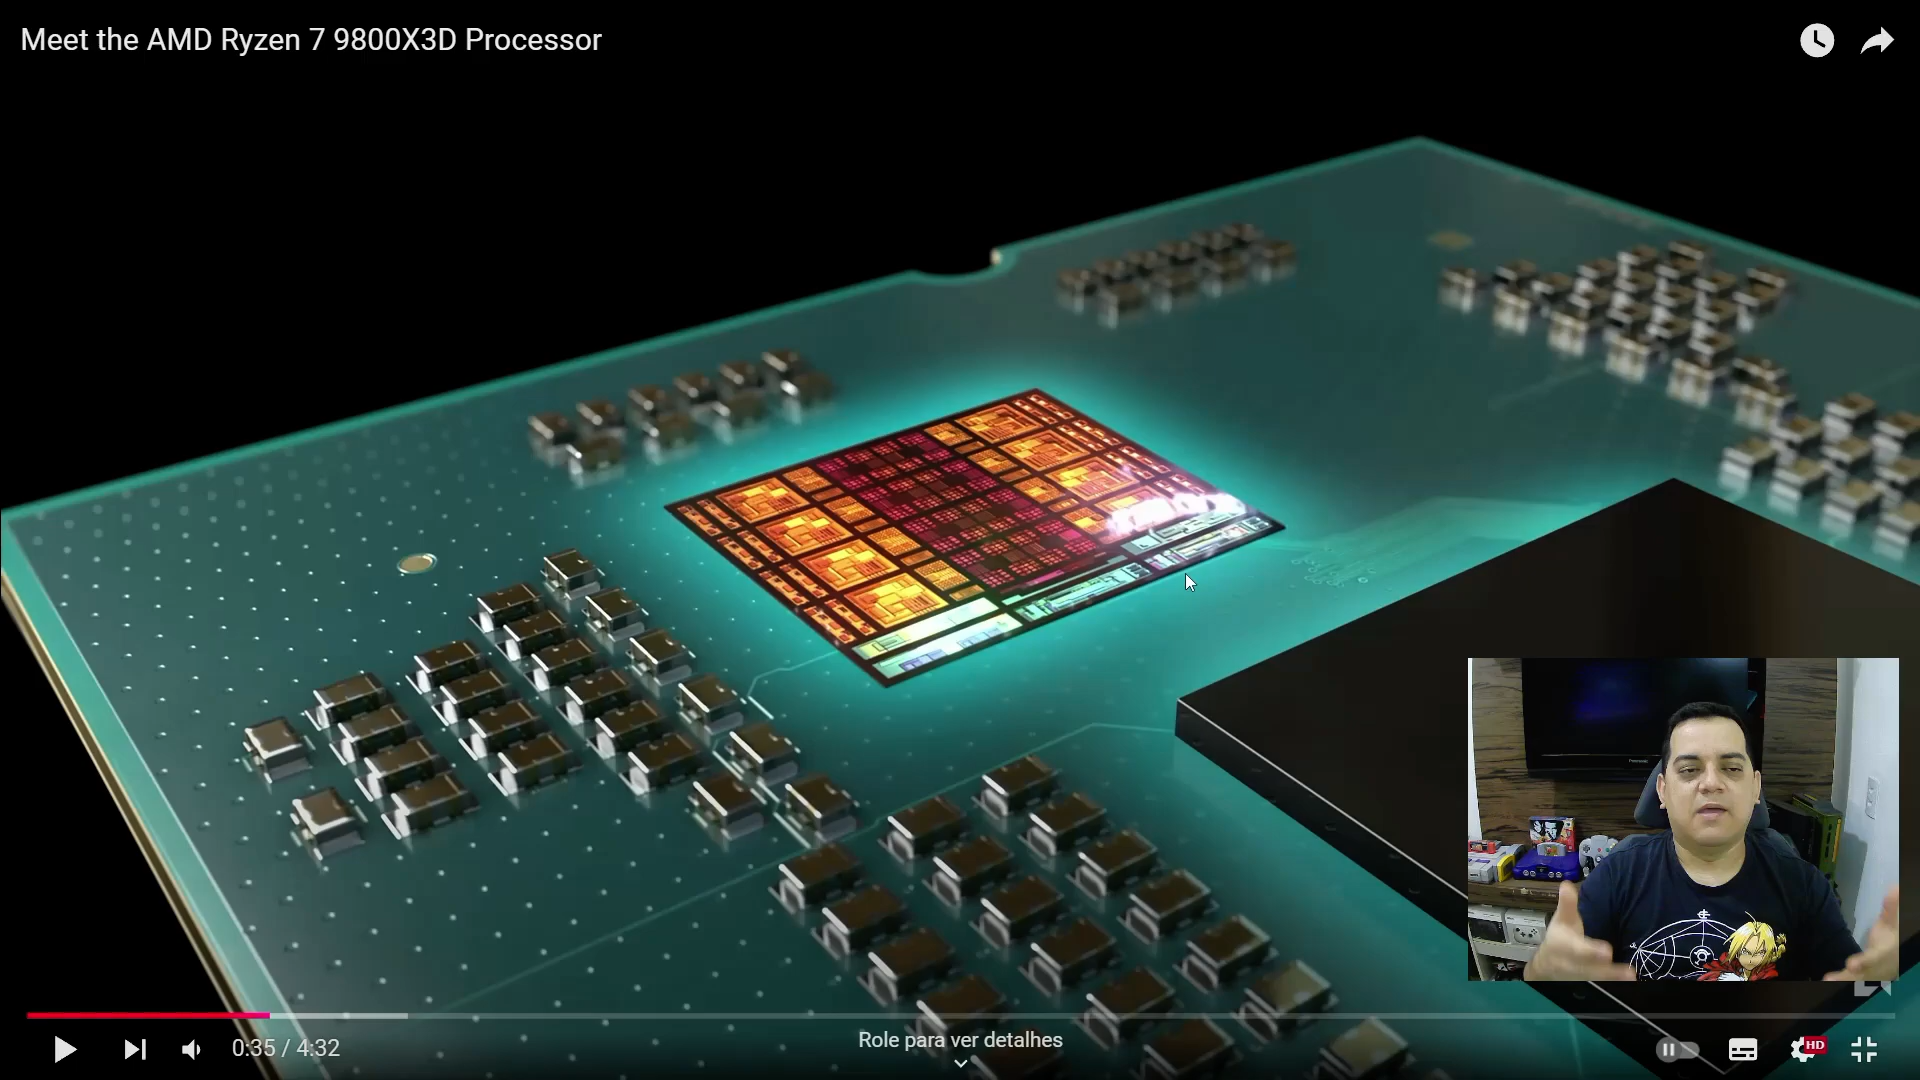 Meet the AMD Ryzen 7 9800X3D Processor
0:35 / 4:32
Role para ver detalhes
HD